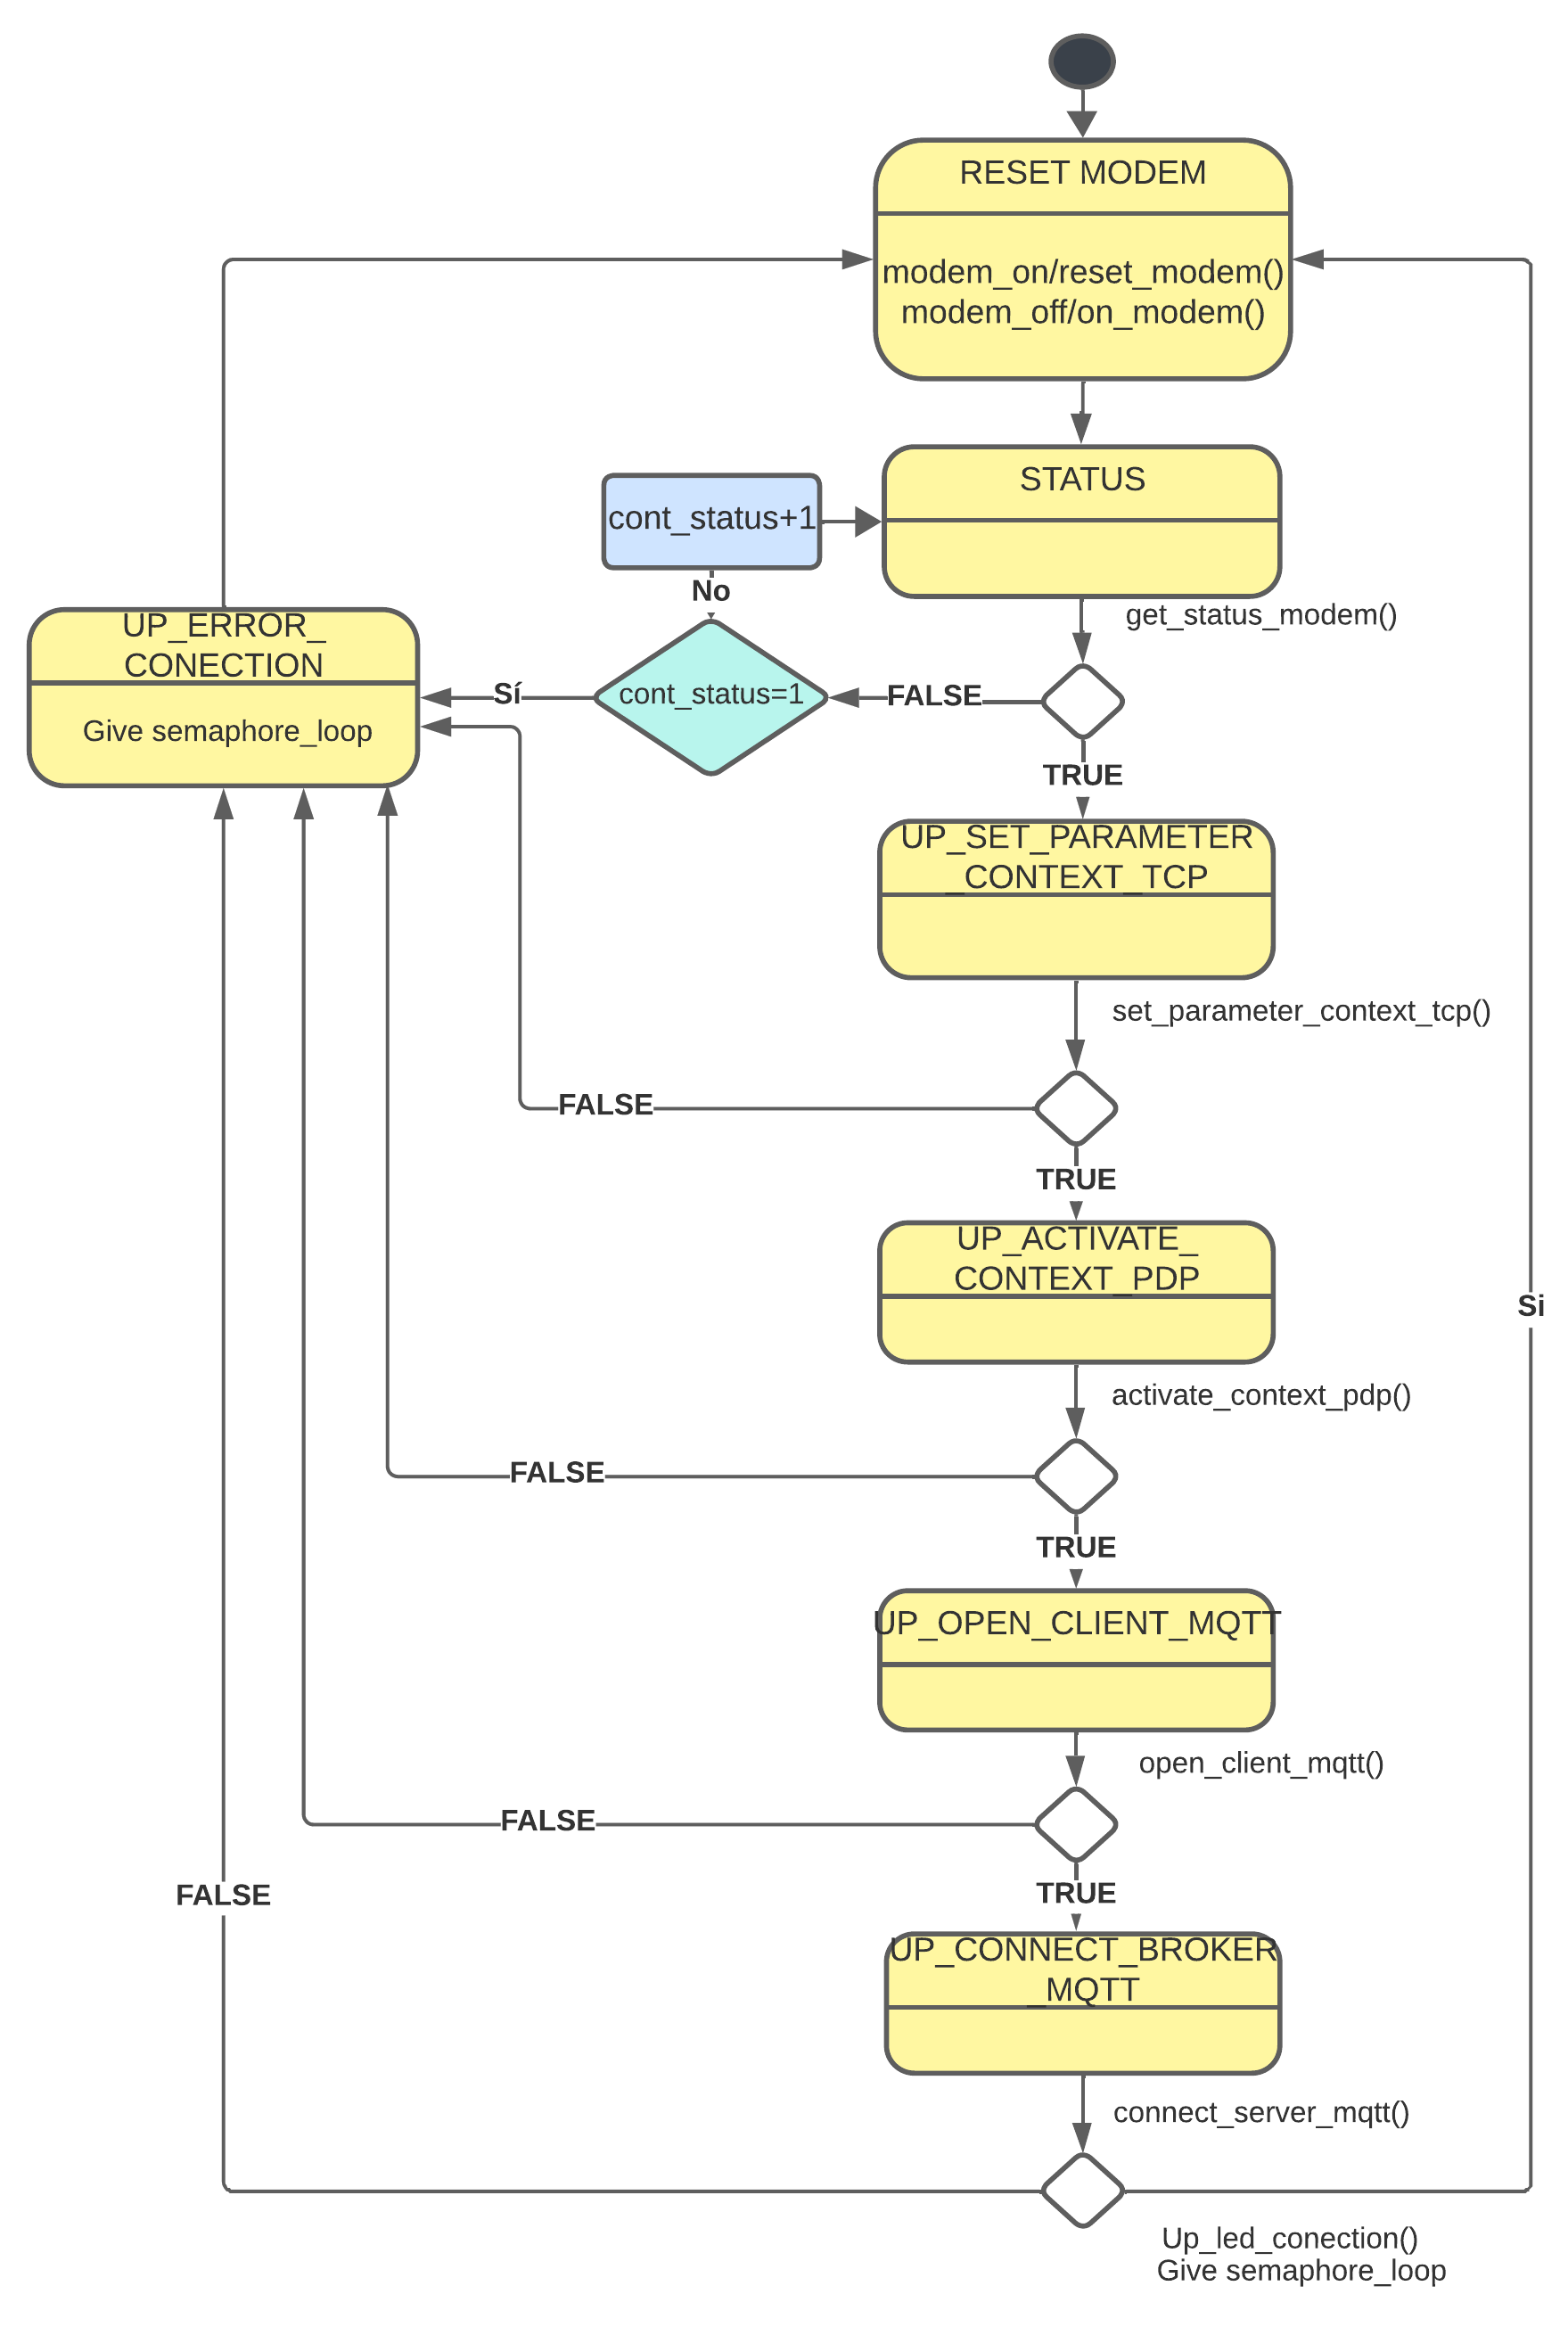 RESET MODEM
modem_on/reset_modem()
modem_off/on_modem()
STATUS
cont_status+1
No
get_status_modem()
UP_ERROR_
CONECTION
Give semaphore_loop
Sí
cont_status=1
FALSE
TRUE
UP_SET_PARAMETER
_CONTEXT_TCP
set_parameter_context_tcp()
FALSE
TRUE
UP_ACTIVATE_
CONTEXT_PDP
Si
activate_context_pdp()
FALSE
TRUE
UP_OPEN_CLIENT_MQTT
open_client_mqtt()
FALSE
TRUE
FALSE
UP_CONNECT_BROKER
_MQTT
connect_server_mqtt()
Up_led_conection()
Give semaphore_loop